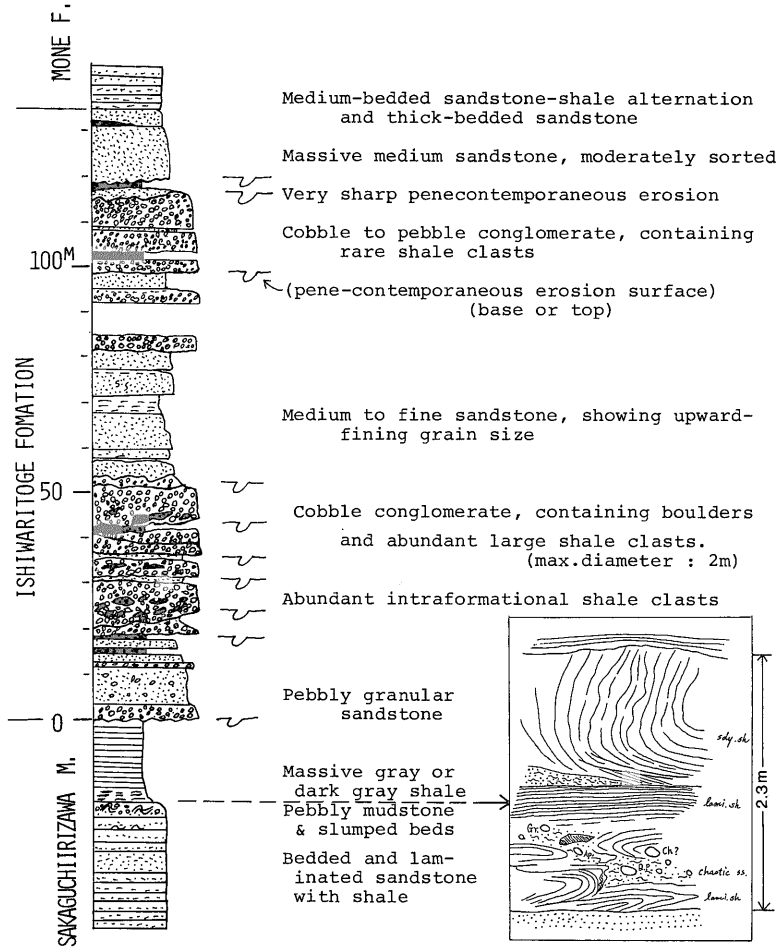 MONE F.
ISHIWARITOGE FOMATION
SAKAGUCHIIRIZAWA M.
100M
50
0
Medium-bedded sandstone-shale alternation
and thick-bedded sandstone
Massive medium sandstone, moderately sorted
Very sharp penecontemporaneous erosion
Cobble to pebble conglomerate, containing
rare shale clasts
(pene-contemporaneous erosion surface)
(base or top)
Medium to fine sandstone, showing upward-
fining grain size
Cobble conglomerate, containing boulders
and abundant large shale clasts.
(max.diameter : 2m)
Abundant intraformational shale clasts
Pebbly granular
sandstone
Massive gray or
dark gray shale
Pebbly mudstone
& slumped beds
Bedded and lam-
inated sandstone
with shale
sdy.sh
lami.sh
Gr.
Ch?
chaotic ss.
lami.sh
2.3m